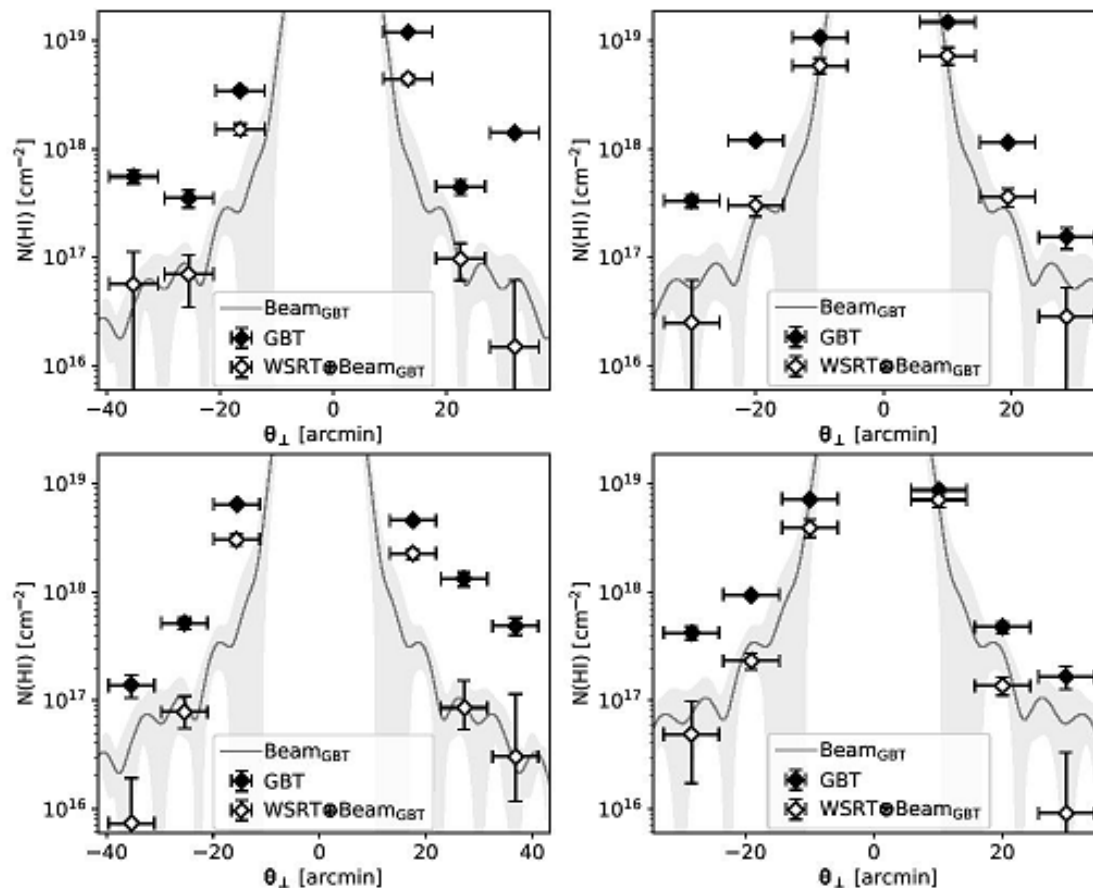 10¹⁹
10¹⁸
10¹⁷
10¹⁶
N(HI) [cm⁻²]
Beam_GBT
GBT
WSRT⊗Beam_GBT
−40 −20 0 20
θ⊥ [arcmin]
10¹⁹
10¹⁸
10¹⁷
10¹⁶
N(HI) [cm⁻²]
Beam_GBT
GBT
WSRT⊗Beam_GBT
−20 0 20
θ⊥ [arcmin]
10¹⁹
10¹⁸
10¹⁷
10¹⁶
N(HI) [cm⁻²]
Beam_GBT
GBT
WSRT⊗Beam_GBT
−40 −20 0 20 40
θ⊥ [arcmin]
10¹⁹
10¹⁸
10¹⁷
10¹⁶
N(HI) [cm⁻²]
Beam_GBT
GBT
WSRT⊗Beam_GBT
−20 0 20
θ⊥ [arcmin]